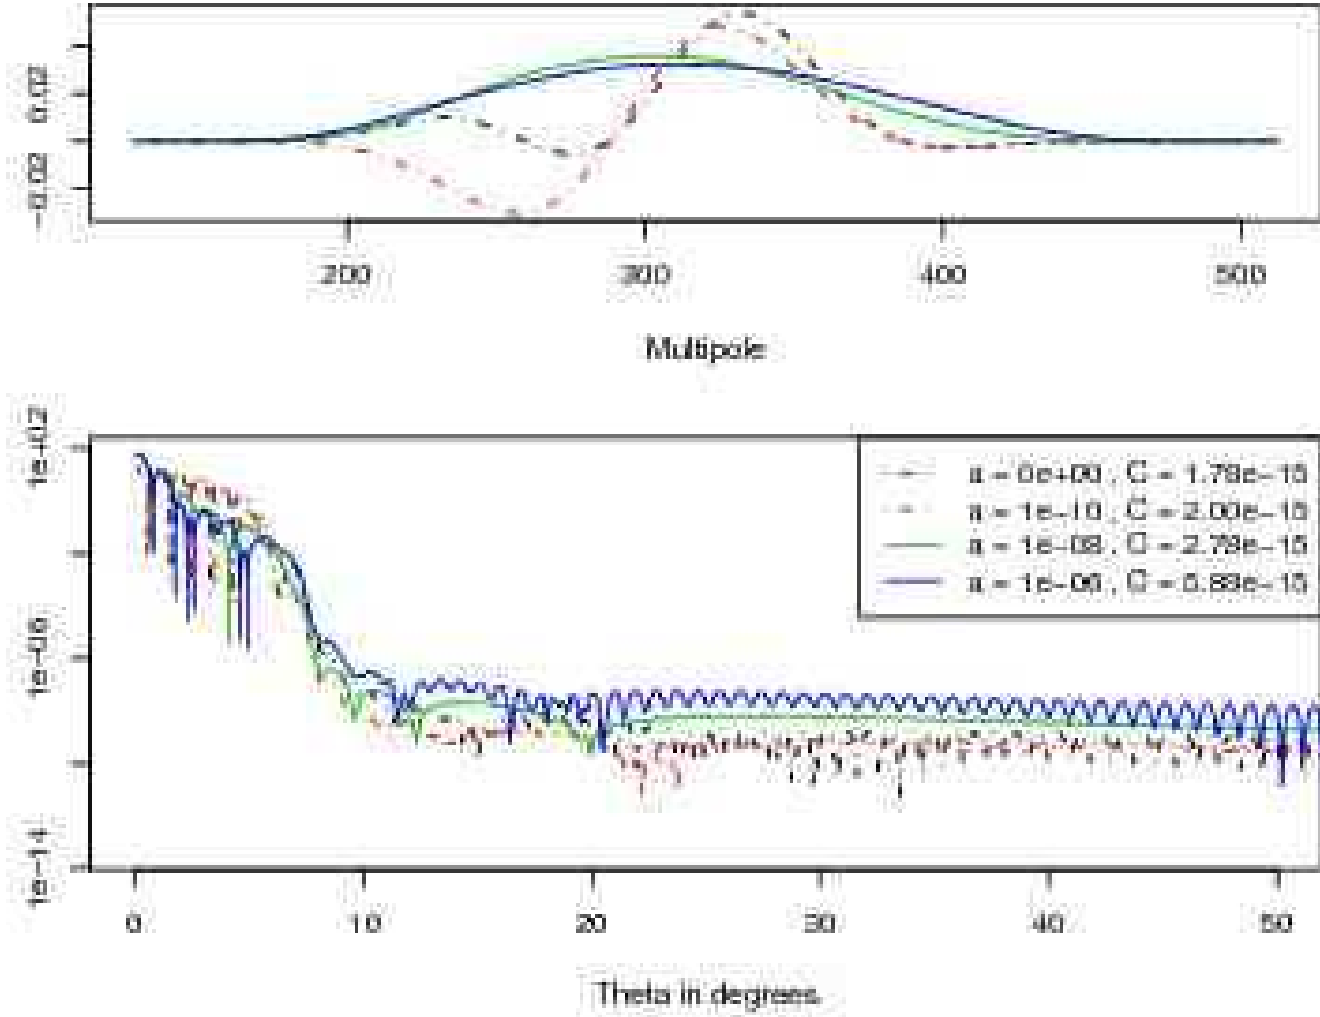 0.02
−0.02
200 300 400 500
Multipole
1e+02
1e−06
1e−14
a = 0e+00 , C = 1.78e−15
a = 1e−10 , C = 2.00e−15
a = 1e−08 , C = 2.78e−15
a = 1e−06 , C = 5.88e−15
0 10 20 30 40 50
Theta in degrees